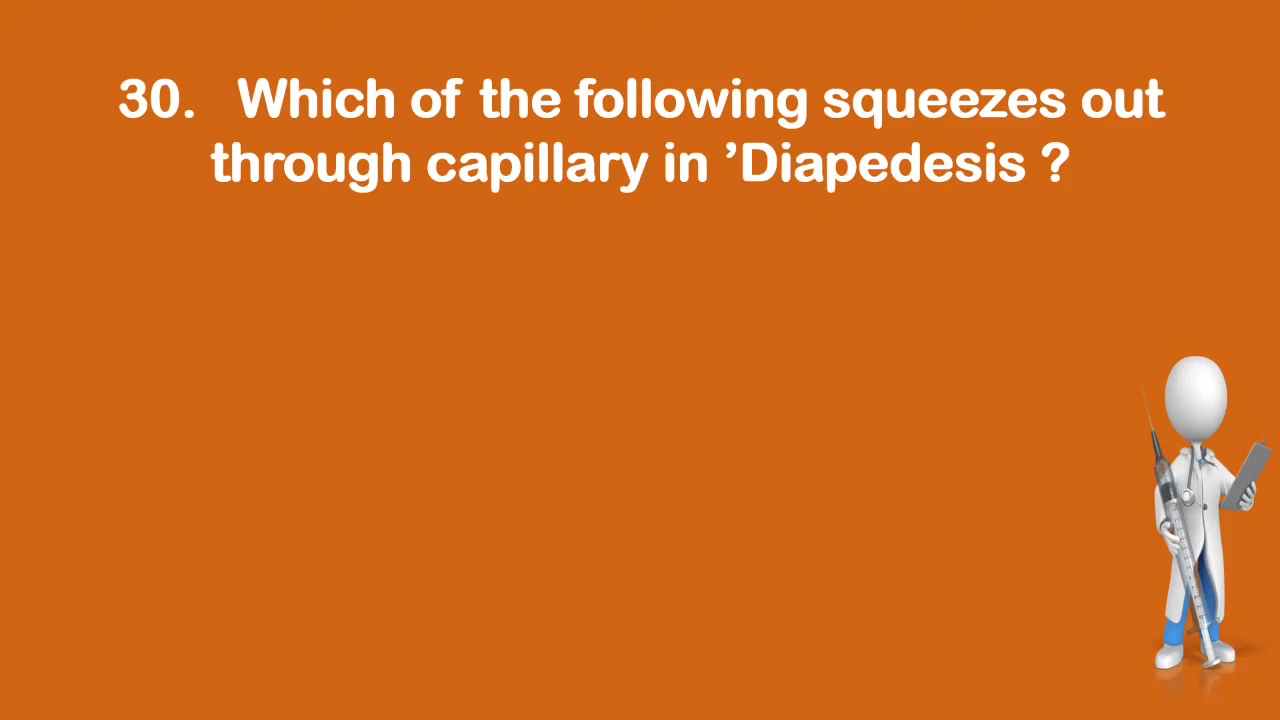 30. Which of the following squeezes out
through capillary in ’Diapedesis ?